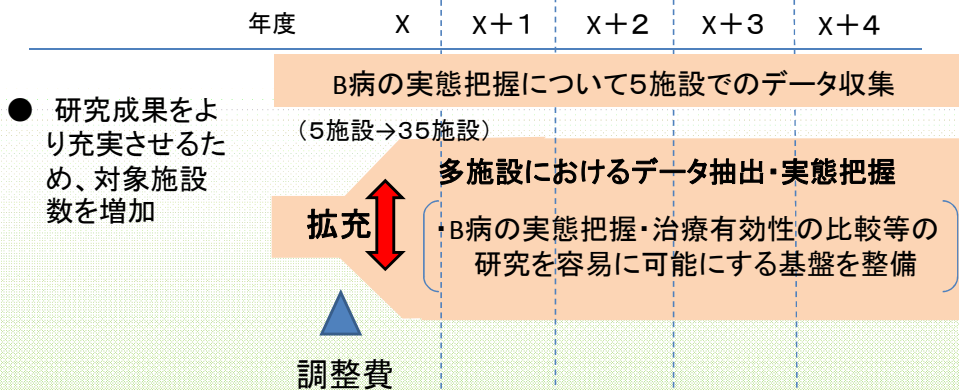 年度 X X＋1 X＋2 X＋3 X＋4
B病の実態把握について5施設でのデータ収集
● 研究成果をよ
り充実させるた
め、対象施設
数を増加
（5施設→35施設）
多施設におけるデータ抽出・実態把握
拡充
・B病の実態把握・治療有効性の比較等の
研究を容易に可能にする基盤を整備
調整費